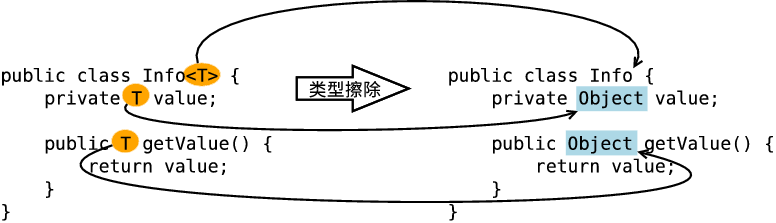 public class Info<T> {
    private T value;

    public T getValue() {
        return value;
    }
}
类型擦除
public class Info {
    private Object value;

    public Object getValue() {
        return value;
    }
}